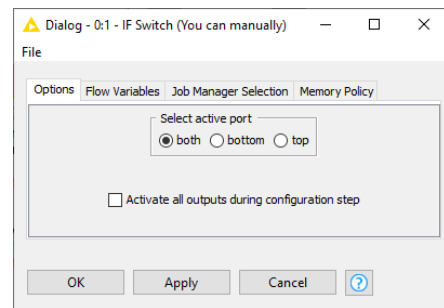 Dialog - 0:1 - IF Switch (You can manually)
File
Options Flow Variables Job Manager Selection Memory Policy
Select active port
both bottom top
Activate all outputs during configuration step
OK Apply Cancel ?